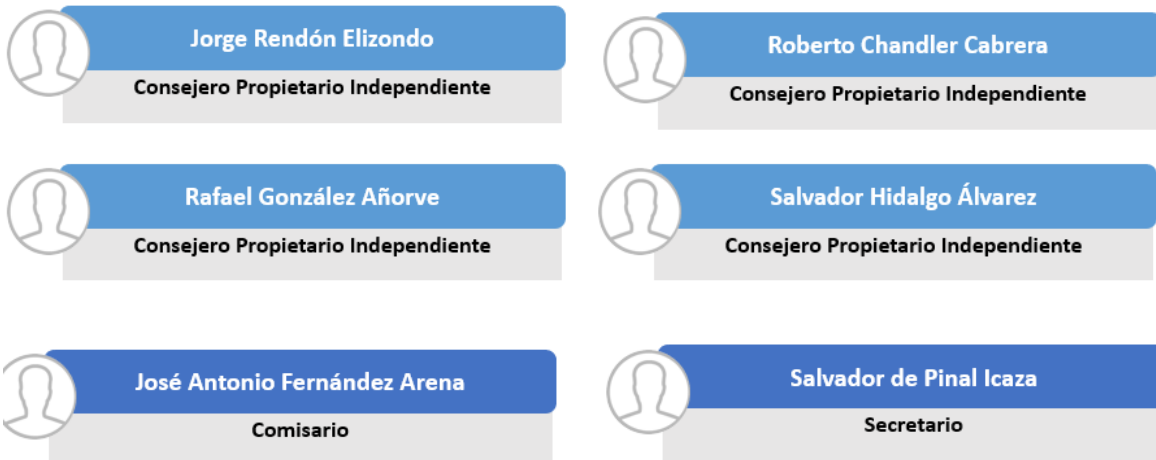 Jorge Rendón Elizondo
Consejero Propietario Independiente
Roberto Chandler Cabrera
Consejero Propietario Independiente
Rafael González Añorve
Consejero Propietario Independiente
Salvador Hidalgo Álvarez
Consejero Propietario Independiente
José Antonio Fernández Arena
Comisario
Salvador de Pinal Icaza
Secretario